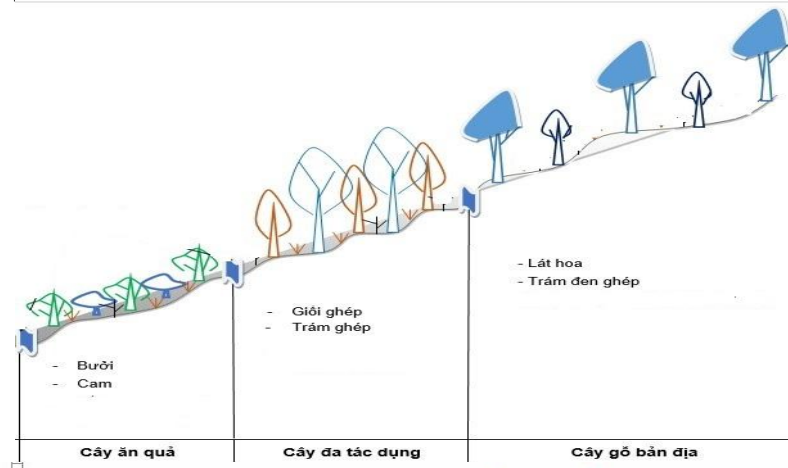 - Lát hoa
- Trám đen ghép
- Giổi ghép
- Trám ghép
- Bưởi
- Cam
Cây ăn quả
Cây đa tác dụng
Cây gỗ bản địa